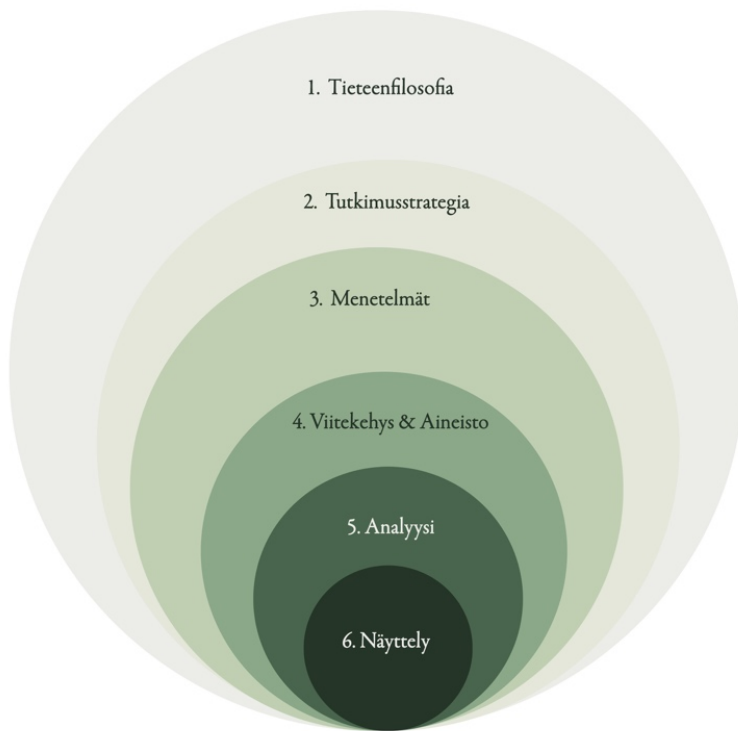 1. Tieteenfilosofia
2. Tutkimusstrategia
3. Menetelmät
4. Viitekehys & Aineisto
5. Analyysi
6. Näyttely